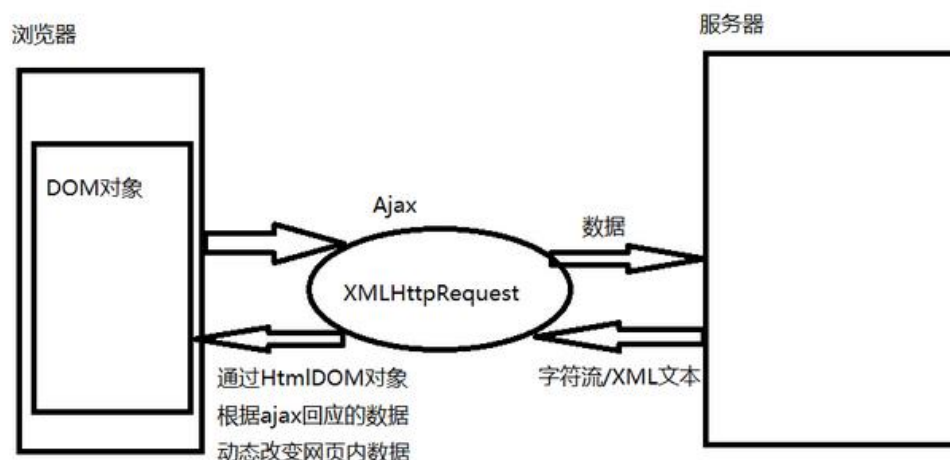 浏览器
服务器
DOM对象
Ajax
数据
XMLHttpRequest
通过HtmlDOM对象
根据ajax回应的数据
动态改变网页内数据
字符流/XML文本